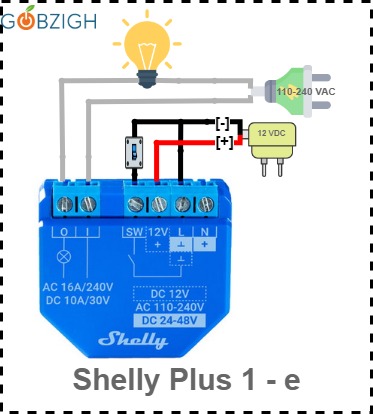 GOBZIGH
110-240 VAC
[-]
12 VDC
[+]
O I SW 12V L N
+ ⊥ +
⊥
AC 16A/240V
DC 10A/30V
DC 12V
AC 110-240V
DC 24-48V
Shelly
Shelly Plus 1 - e